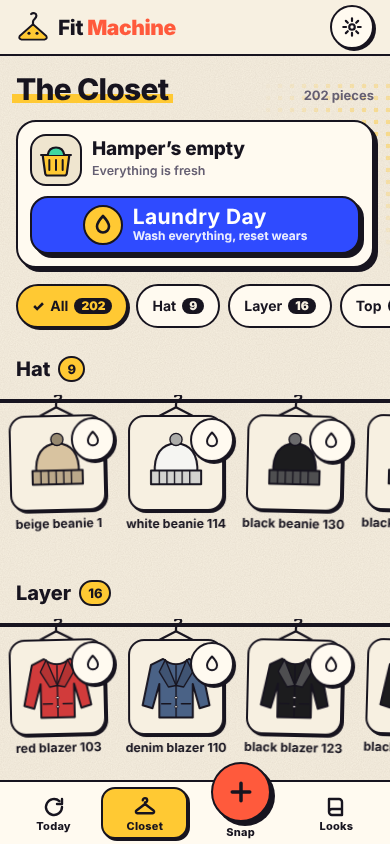 Fit Machine
The Closet
202 pieces
Hamper's empty
Everything is fresh
Laundry Day
Wash everything, reset wears
All 202
Hat 9
Layer 16
Top
Hat 9
beige beanie 1
white beanie 114
black beanie 130
Layer 16
red blazer 103
denim blazer 110
black blazer 123
Today
Closet
Snap
Looks